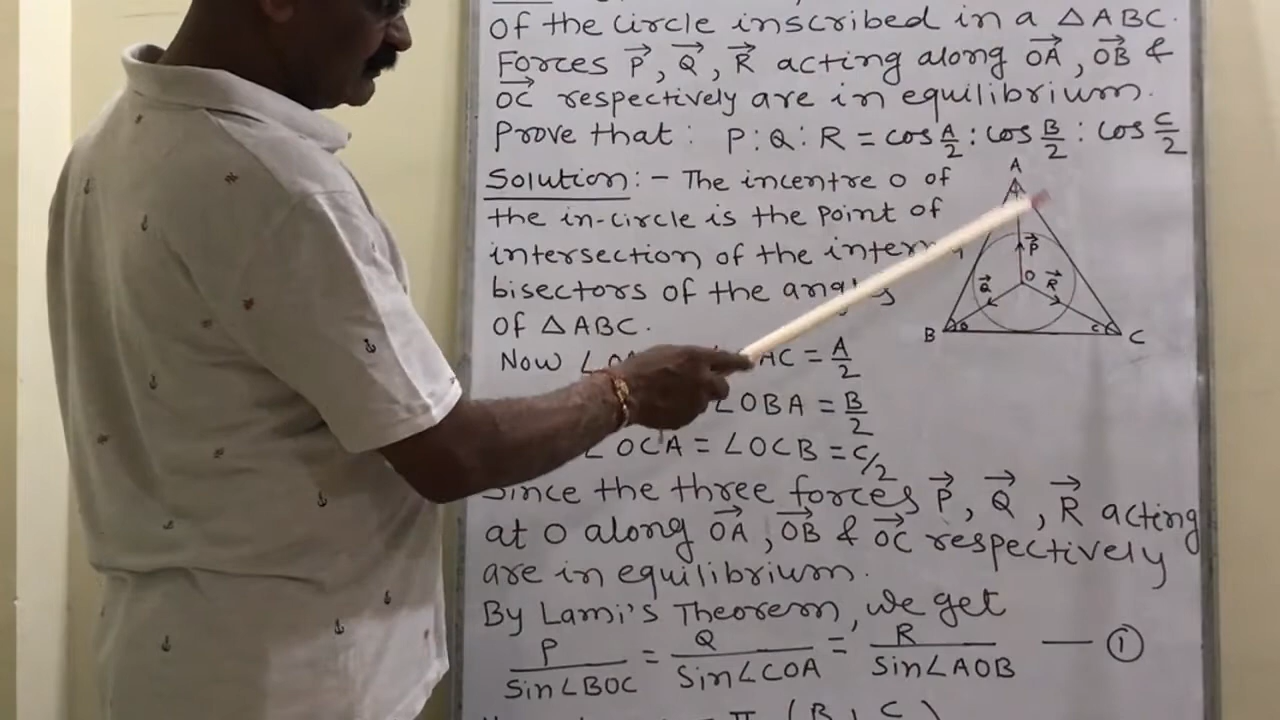 of the circle inscribed in a △ABC.
Forces P⃗, Q⃗, R⃗ acting along OA⃗, OB⃗ &
OC⃗ respectively are in equilibrium.
Prove that: P:Q:R = cos A/2 : cos B/2 : cos C/2
Solution:- The incentre O of
the in-circle is the point of
intersection of the
bisectors of the
of △ABC.
Now AC = A/2
∠OBA = B/2
∠OCA = ∠OCB = C/2
Since the three forces P⃗, Q⃗, R⃗ acting
at O along OA⃗, OB⃗ & OC⃗ respectively
are in equilibrium.
By Lami's Theorem, we get
P/Sin∠BOC = Q/Sin∠COA = R/Sin∠AOB — ①
π (B C)
A
P⃗
O
Q⃗ R⃗
B C